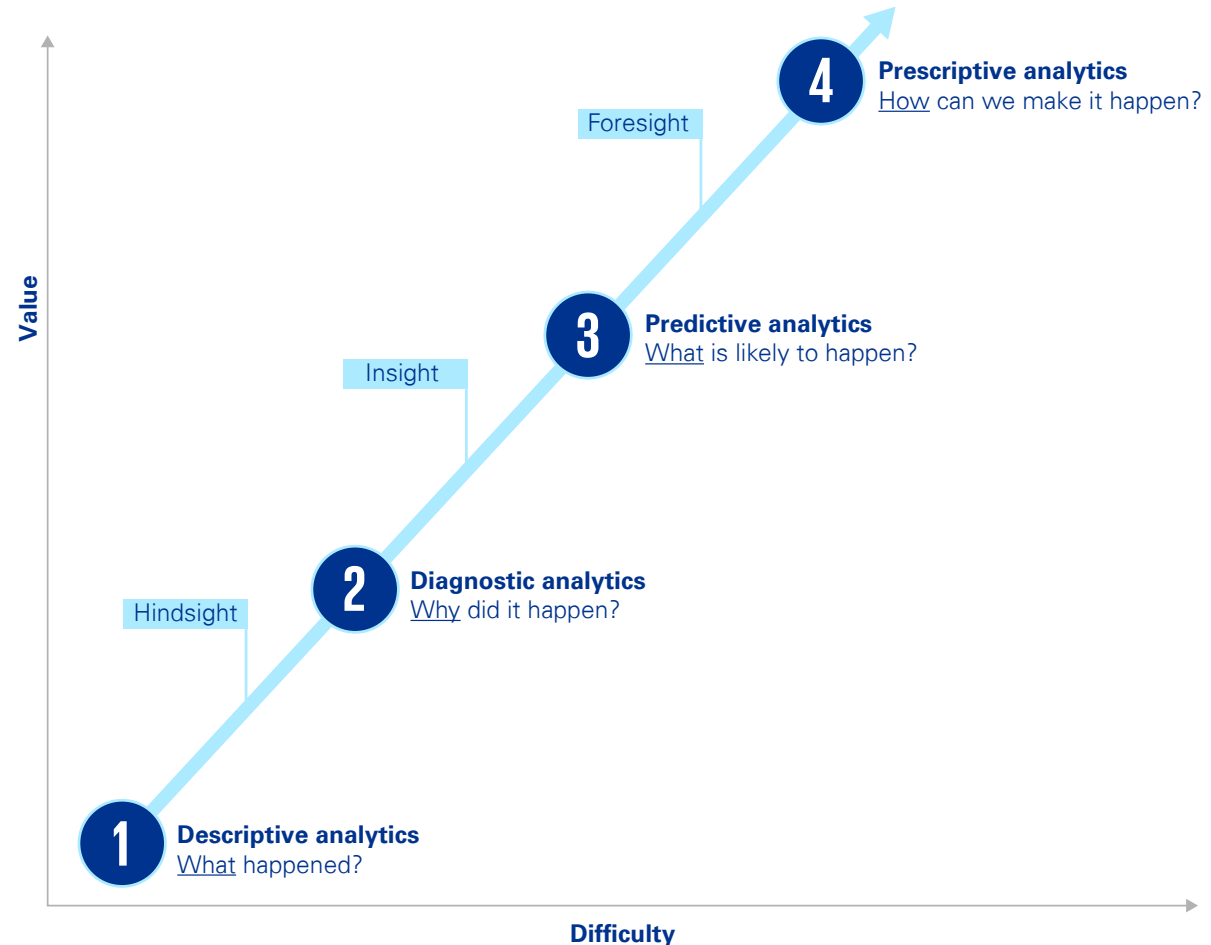 4
Prescriptive analytics
How can we make it happen?
Foresight
Value
3
Predictive analytics
What is likely to happen?
Insight
2
Diagnostic analytics
Why did it happen?
Hindsight
1
Descriptive analytics
What happened?
Difficulty